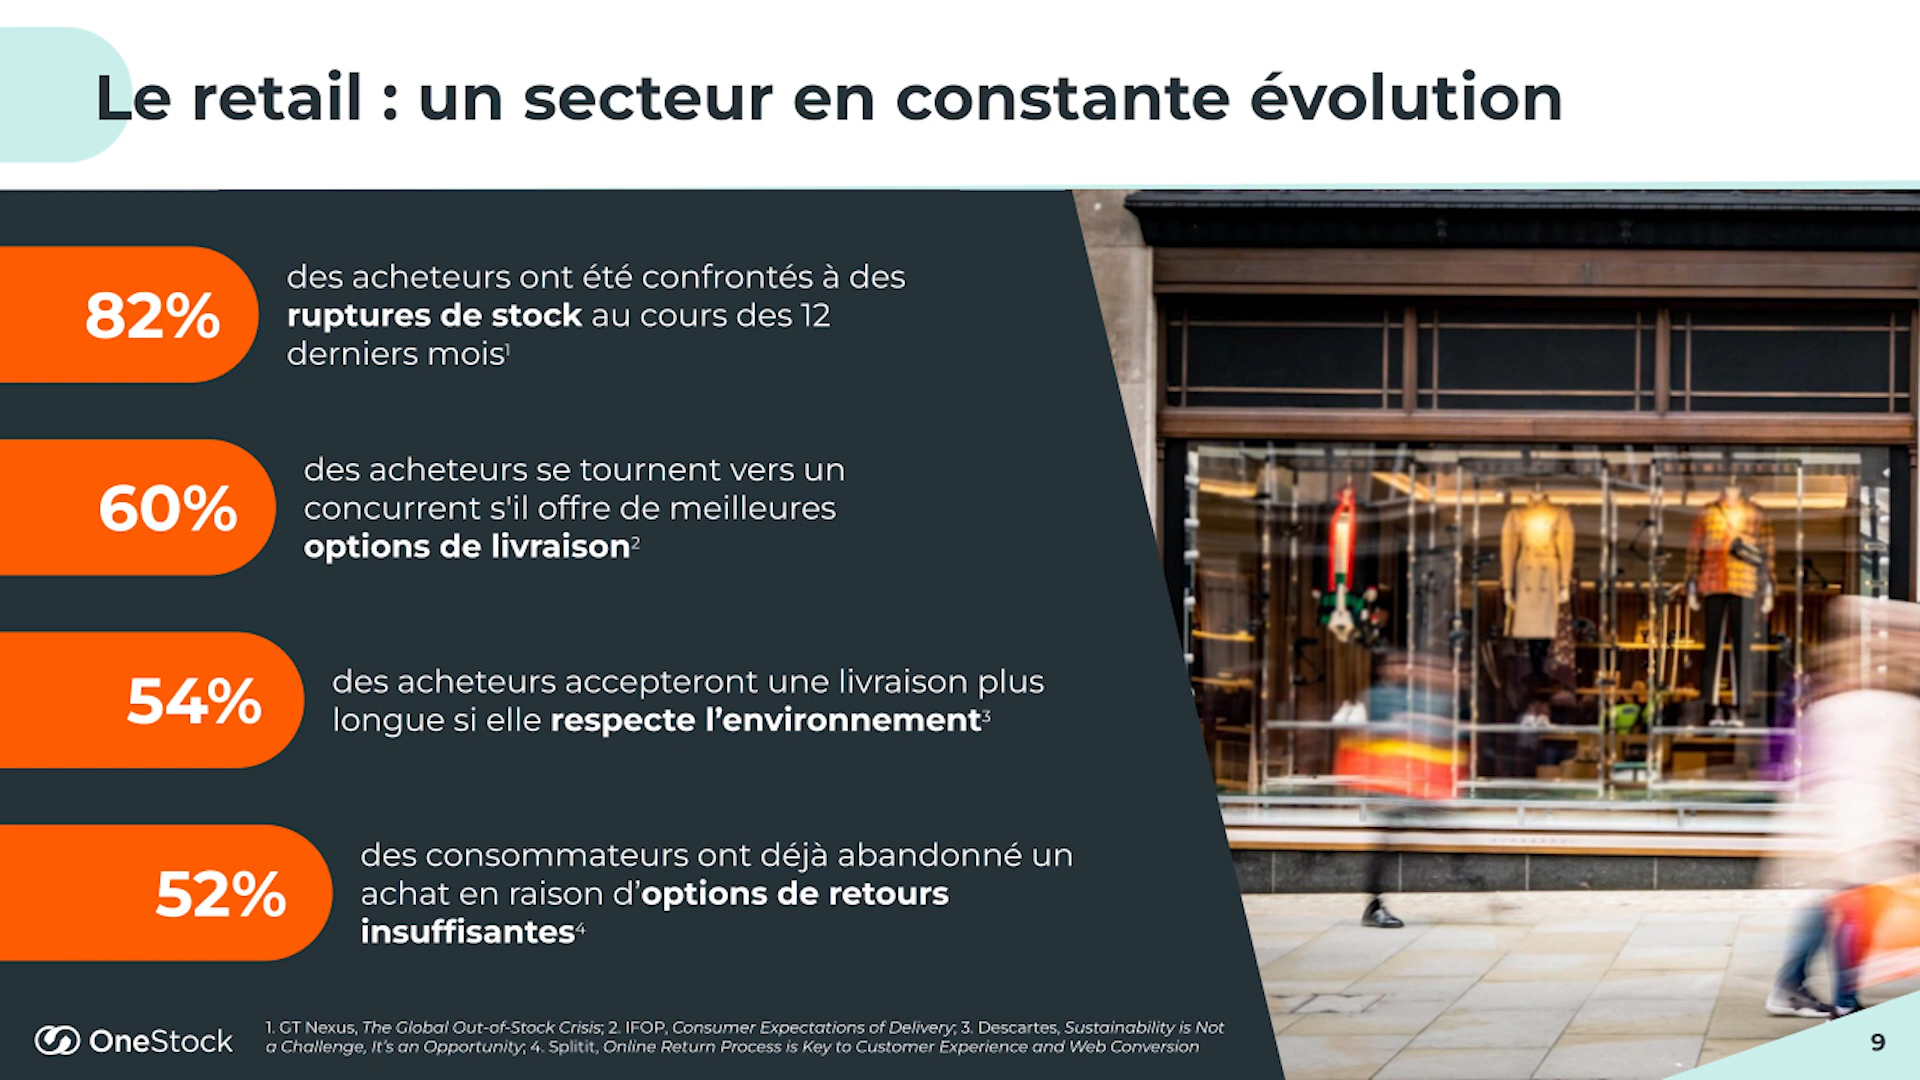 Le retail : un secteur en constante évolution
82%
des acheteurs ont été confrontés à des
ruptures de stock au cours des 12
derniers mois¹
60%
des acheteurs se tournent vers un
concurrent s'il offre de meilleures
options de livraison²
54%
des acheteurs accepteront une livraison plus
longue si elle respecte l’environnement³
52%
des consommateurs ont déjà abandonné un
achat en raison d’options de retours
insuffisantes⁴
OneStock
1. GT Nexus, The Global Out-of-Stock Crisis; 2. IFOP, Consumer Expectations of Delivery; 3. Descartes, Sustainability is Not
a Challenge, It’s an Opportunity; 4. Splitit, Online Return Process is Key to Customer Experience and Web Conversion
9